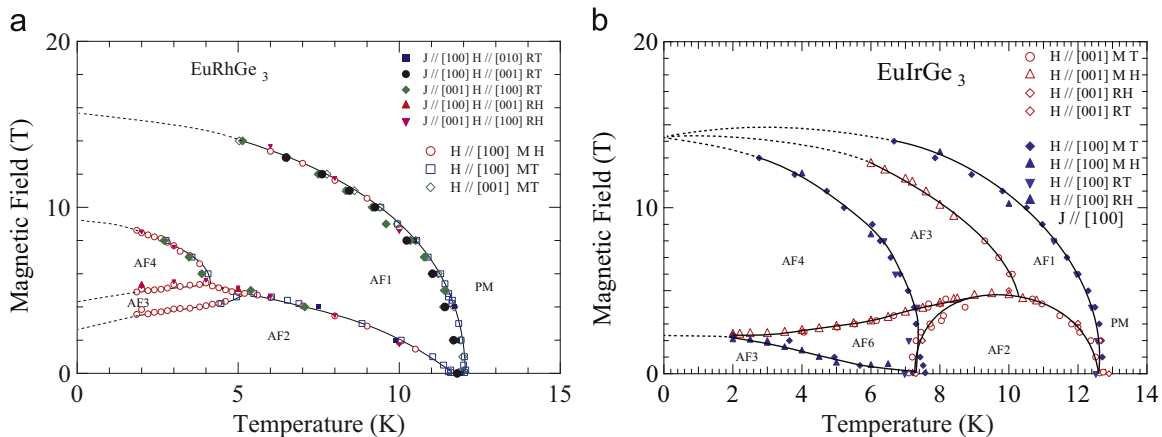 a
20
10
0
0
5
10
15
Magnetic Field (T)
Temperature (K)
EuRhGe 3
J // [100] H // [010] RT
J // [100] H // [001] RT
J // [001] H // [100] RT
J // [100] H // [001] RH
J // [001] H // [100] RH
H // [100] M H
H // [100] MT
H // [001] MT
AF4
AF3
AF2
AF1
PM
b
20
10
0
0
2
4
6
8
10
12
14
Magnetic Field (T)
Temperature (K)
EuIrGe3
H // [001] M T
H // [001] M H
H // [001] RH
H // [001] RT
H // [100] M T
H // [100] M H
H // [100] RT
H // [100] RH
J // [100]
AF3
AF4
AF1
AF6
AF3
AF2
PM